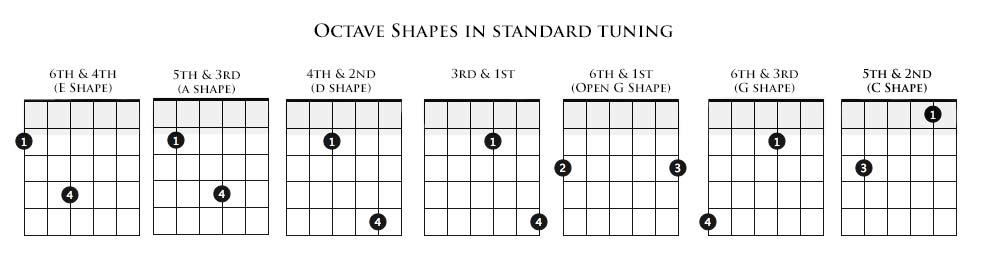 Octave Shapes in standard tuning
6th & 4th
(E Shape)
1
4
5th & 3rd
(a shape)
1
4
4th & 2nd
(d shape)
1
4
3rd & 1st
1
4
6th & 1st
(Open G Shape)
2
3
6th & 3rd
(G shape)
1
4
5th & 2nd
(C Shape)
1
3